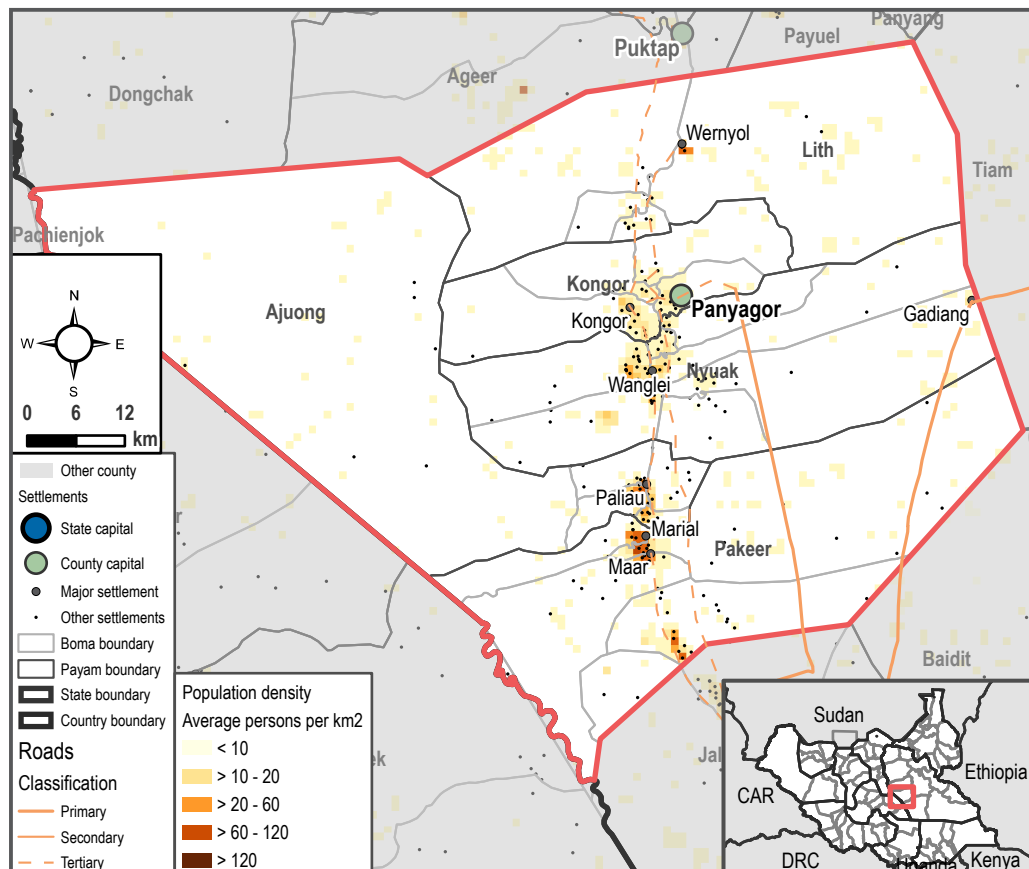 Panyang
Puktap
Payuel
Ageer
Dongchak
Wernyol
Lith
Tiam
Pachienjok
Kongor
Ajuong
Panyagor
Gadiang
Kongor
Nyuak
Wanglei
Paliau
Marial
Pakeer
Maar
Baidit
N
W E
S
0 6 12
km
Other county
Settlements
State capital
County capital
Major settlement
Other settlements
Boma boundary
Payam boundary
State boundary
Country boundary
Roads
Classification
Primary
Secondary
Tertiary
Population density
Average persons per km2
< 10
> 10 - 20
> 20 - 60
> 60 - 120
> 120
Sudan
Ethiopia
CAR
DRC
Uganda
Kenya